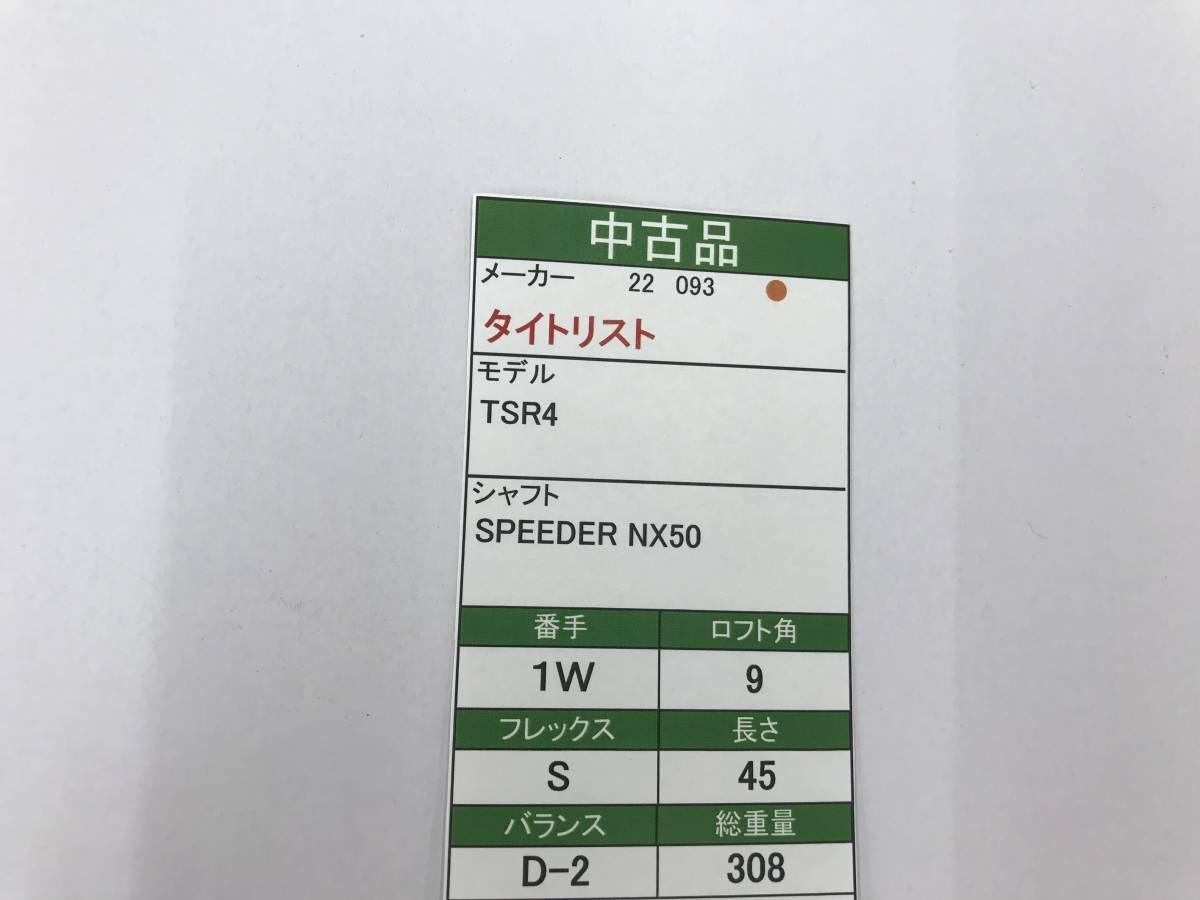 中古品
メーカー 22 093
タイトリスト
モデル
TSR4
シャフト
SPEEDER NX50
番手 ロフト角
1W 9
フレックス 長さ
S 45
バランス 総重量
D-2 308